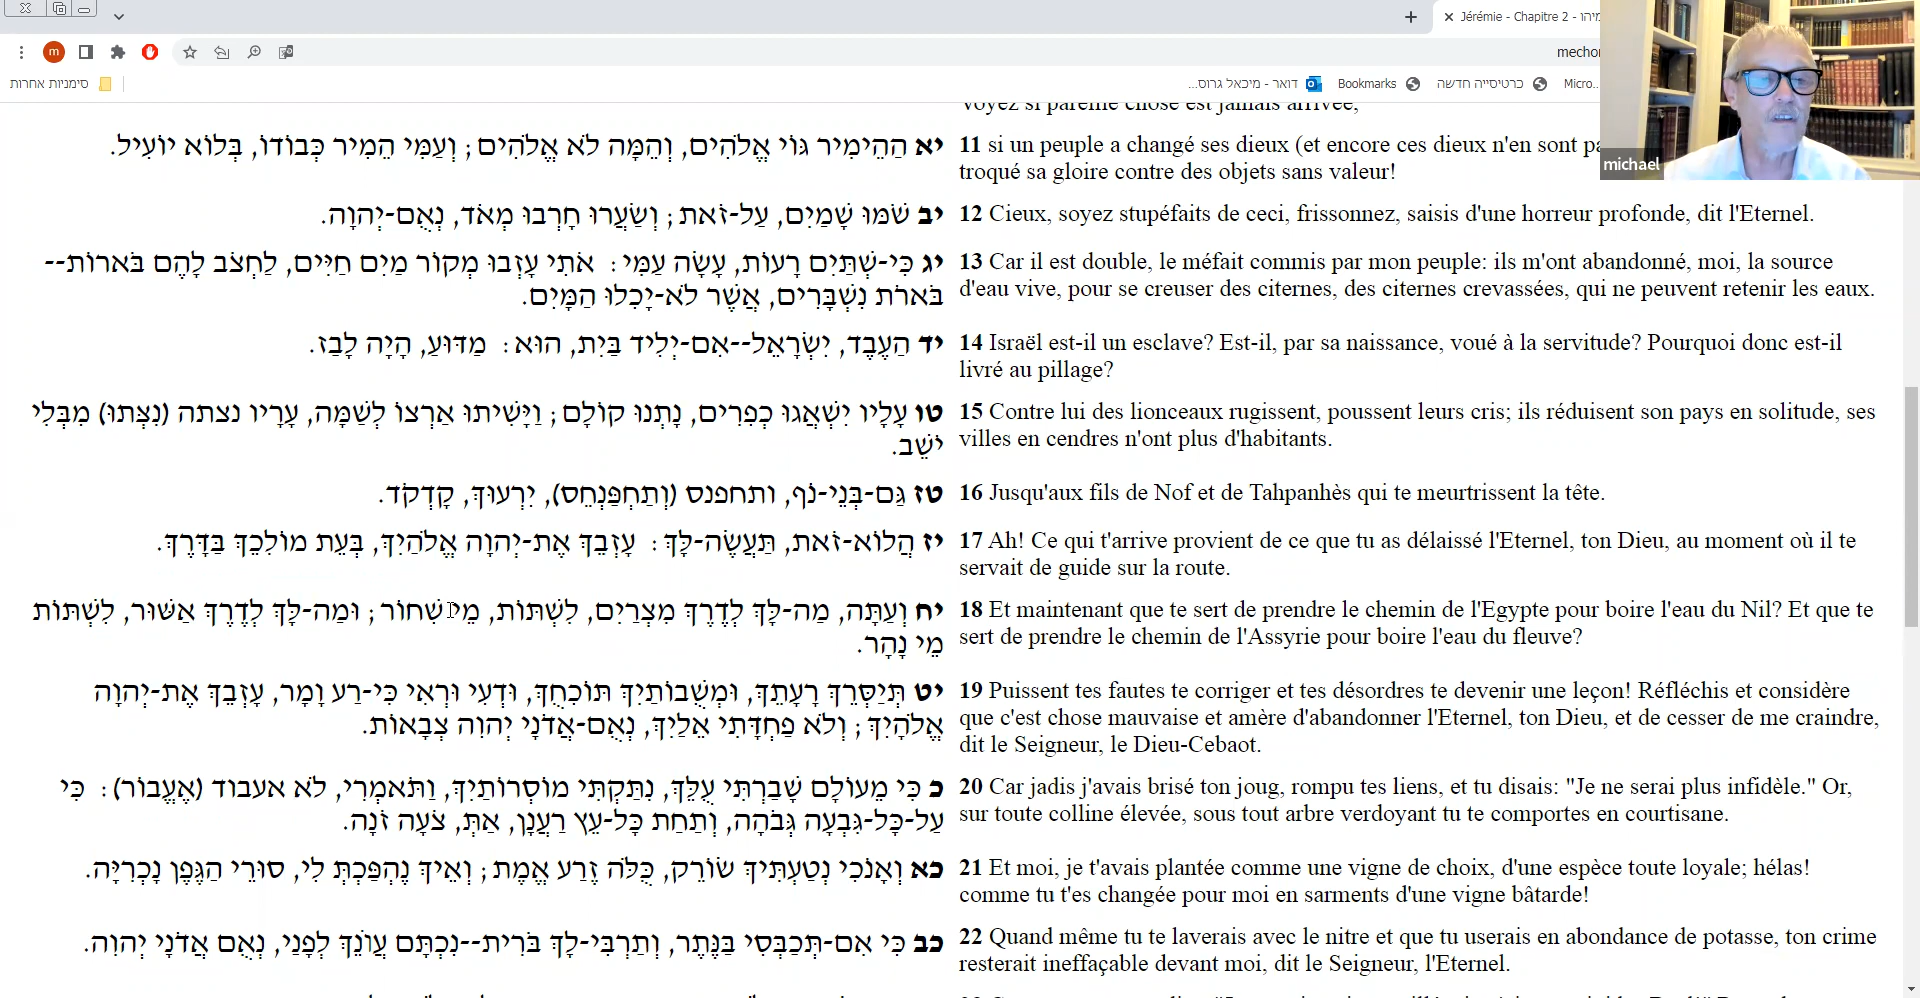 Jérémie - Chapitre 2 -
m
mechon
סימניות אחרות
דואר - מיכאל גרוס...
Bookmarks
כרטיסייה חדשה
Micro..
michael
voyez si pareille chose est jamais arrivée,
יא הַהֵימִיר גּוֹי אֱלֹהִים, וְהֵמָּה לֹא אֱלֹהִים; וְעַמִּי הֵמִיר כְּבוֹדוֹ, בְּלוֹא יוֹעִיל.
11 si un peuple a changé ses dieux (et encore ces dieux n'en sont
troqué sa gloire contre des objets sans valeur!
יב שֹׁמּוּ שָׁמַיִם, עַל-זֹאת; וְשַׂעֲרוּ חָרְבוּ מְאֹד, נְאֻם-יְהוָה.
12 Cieux, soyez stupéfaits de ceci, frissonnez, saisis d'une horreur profonde, dit l'Eternel.
יג כִּי-שְׁתַּיִם רָעוֹת, עָשָׂה עַמִּי: אֹתִי עָזְבוּ מְקוֹר מַיִם חַיִּים, לַחְצֹב לָהֶם בֹּארוֹת--
בֹּארֹת נִשְׁבָּרִים, אֲשֶׁר לֹא-יָכִלוּ הַמָּיִם.
13 Car il est double, le méfait commis par mon peuple: ils m'ont abandonné, moi, la source
d'eau vive, pour se creuser des citernes, des citernes crevassées, qui ne peuvent retenir les eaux.
יד הַעֶבֶד, יִשְׂרָאֵל--אִם-יְלִיד בַּיִת, הוּא: מַדּוּעַ, הָיָה לָבַז.
14 Israël est-il un esclave? Est-il, par sa naissance, voué à la servitude? Pourquoi donc est-il
livré au pillage?
טו עָלָיו יִשְׁאֲגוּ כְפִרִים, נָתְנוּ קוֹלָם; וַיָּשִׁיתוּ אַרְצוֹ לְשַׁמָּה, עָרָיו נצתה (נִצְּתוּ) מִבְּלִי
יֹשֵׁב.
15 Contre lui des lionceaux rugissent, poussent leurs cris; ils réduisent son pays en solitude, ses
villes en cendres n'ont plus d'habitants.
טז גַּם-בְּנֵי-נֹף, ותחפנס (וְתַחְפַּנְחֵס), יִרְעוּךְ, קָדְקֹד.
16 Jusqu'aux fils de Nof et de Tahpanhès qui te meurtrissent la tête.
יז הֲלוֹא-זֹאת, תַּעֲשֶׂה-לָּךְ: עָזְבֵךְ אֶת-יְהוָה אֱלֹהַיִךְ, בְּעֵת מוֹלִכֵךְ בַּדָּרֶךְ.
17 Ah! Ce qui t'arrive provient de ce que tu as délaissé l'Eternel, ton Dieu, au moment où il te
servait de guide sur la route.
יח וְעַתָּה, מַה-לָּךְ לְדֶרֶךְ מִצְרַיִם, לִשְׁתּוֹת, מֵי שִׁחוֹר; וּמַה-לָּךְ לְדֶרֶךְ אַשּׁוּר, לִשְׁתּוֹת
מֵי נָהָר.
18 Et maintenant que te sert de prendre le chemin de l'Egypte pour boire l'eau du Nil? Et que te
sert de prendre le chemin de l'Assyrie pour boire l'eau du fleuve?
יט תְּיַסְּרֵךְ רָעָתֵךְ, וּמְשֻׁבוֹתַיִךְ תּוֹכִחֻךְ, וּדְעִי וּרְאִי כִּי-רַע וָמָר, עָזְבֵךְ אֶת-יְהוָה
אֱלֹהָיִךְ; וְלֹא פַחְדָּתִי אֵלַיִךְ, נְאֻם-אֲדֹנָי יְהוִה צְבָאוֹת.
19 Puissent tes fautes te corriger et tes désordres te devenir une leçon! Réfléchis et considère
que c'est chose mauvaise et amère d'abandonner l'Eternel, ton Dieu, et de cesser de me craindre,
dit le Seigneur, le Dieu-Cebaot.
כ כִּי מֵעוֹלָם שָׁבַרְתִּי עֻלֵּךְ, נִתַּקְתִּי מוֹסְרוֹתַיִךְ, וַתֹּאמְרִי, לֹא אעבוד (אֶעֱבוֹר): כִּי
עַל-כָּל-גִּבְעָה גְּבֹהָה, וְתַחַת כָּל-עֵץ רַעֲנָן, אַתְּ, צֹעָה זֹנָה.
20 Car jadis j'avais brisé ton joug, rompu tes liens, et tu disais: "Je ne serai plus infidèle." Or,
sur toute colline élevée, sous tout arbre verdoyant tu te comportes en courtisane.
כא וְאָנֹכִי נְטַעְתִּיךְ שׂוֹרֵק, כֻּלֹּה זֶרַע אֱמֶת; וְאֵיךְ נֶהְפַּכְתְּ לִי, סוּרֵי הַגֶּפֶן נָכְרִיָּה.
21 Et moi, je t'avais plantée comme une vigne de choix, d'une espèce toute loyale; hélas!
comme tu t'es changée pour moi en sarments d'une vigne bâtarde!
כב כִּי אִם-תְּכַבְּסִי בַּנֶּתֶר, וְתַרְבִּי-לָךְ בֹּרִית--נִכְתָּם עֲוֺנֵךְ לְפָנַי, נְאֻם אֲדֹנָי יְהוִה.
22 Quand même tu te laverais avec le nitre et que tu userais en abondance de potasse, ton crime
resterait ineffaçable devant moi, dit le Seigneur, l'Eternel.